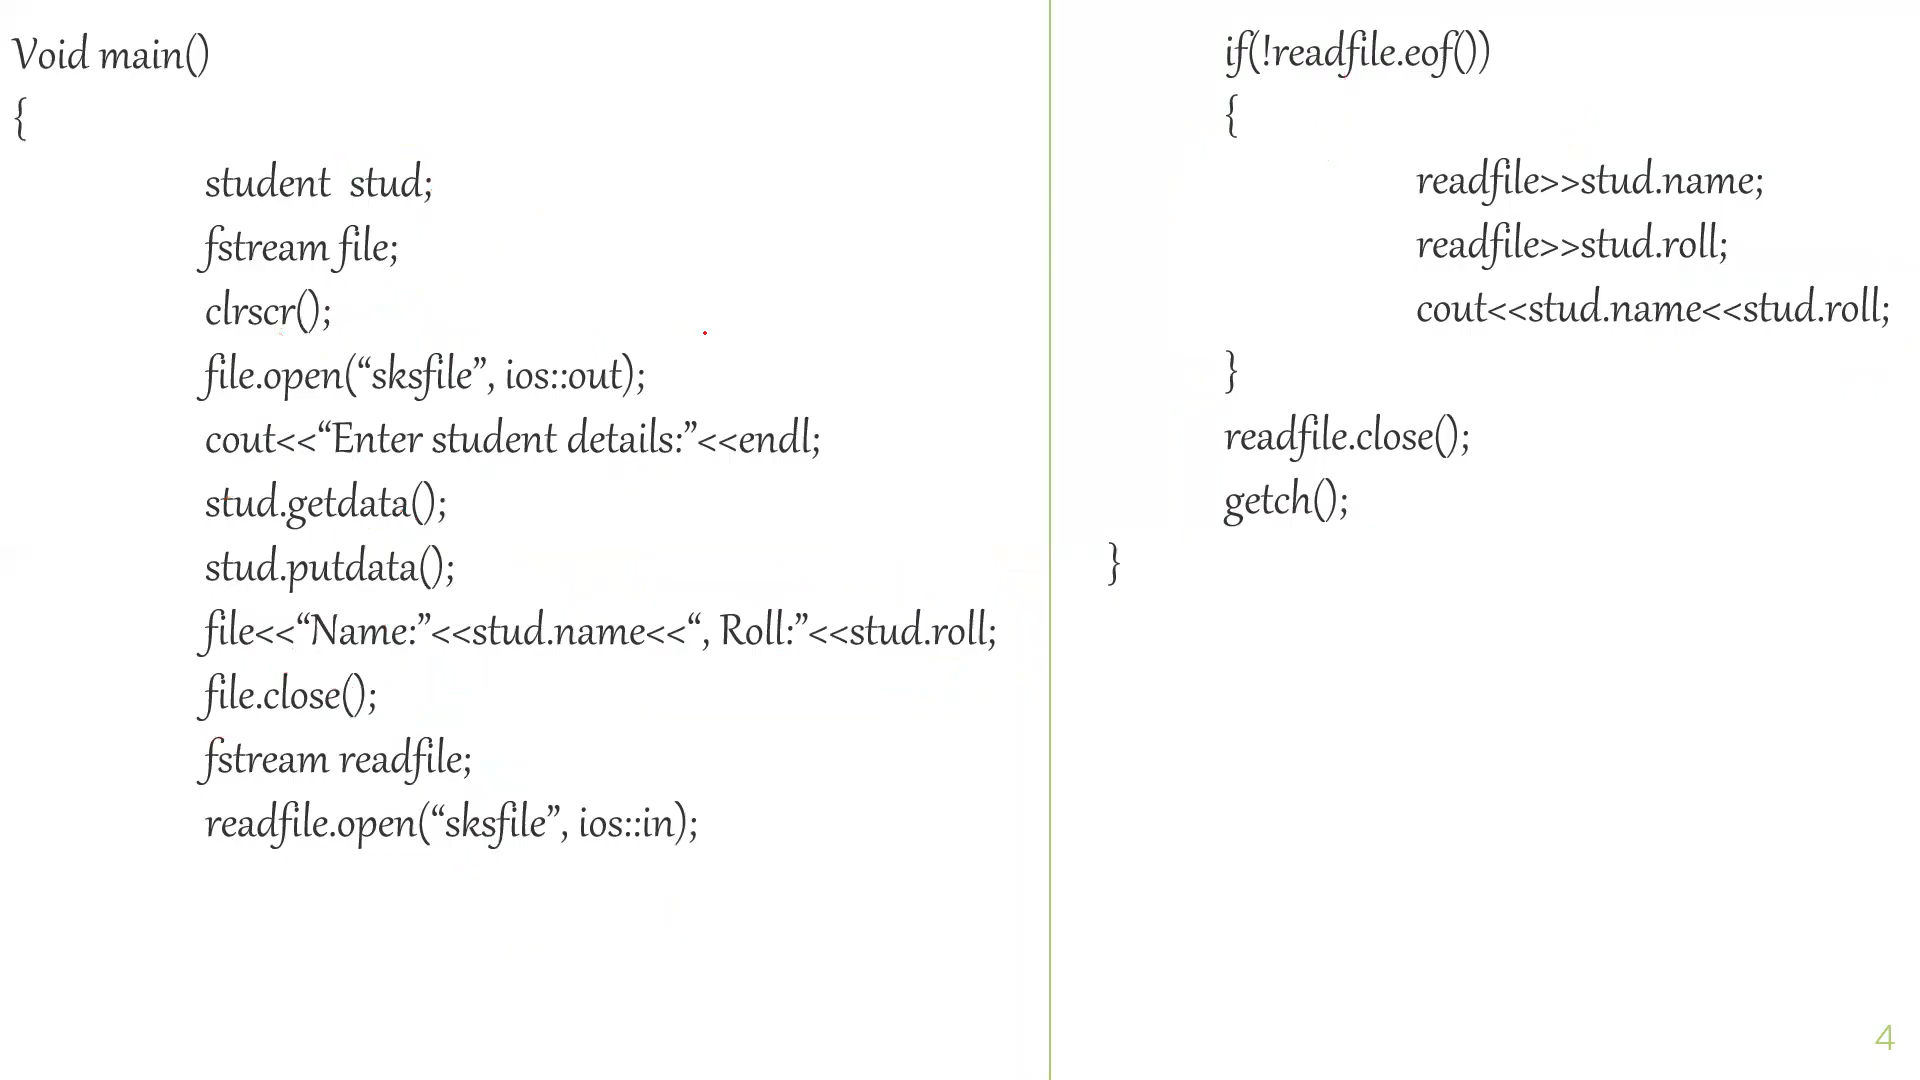 Void main()
{
student  stud;
fstream file;
clrscr();
file.open(“sksfile”, ios::out);
cout<<“Enter student details:”<<endl;
stud.getdata();
stud.putdata();
file<<“Name:”<<stud.name<<“, Roll:”<<stud.roll;
file.close();
fstream readfile;
readfile.open(“sksfile”, ios::in);
if(!readfile.eof())
{
readfile>>stud.name;
readfile>>stud.roll;
cout<<stud.name<<stud.roll;
}
readfile.close();
getch();
}
4